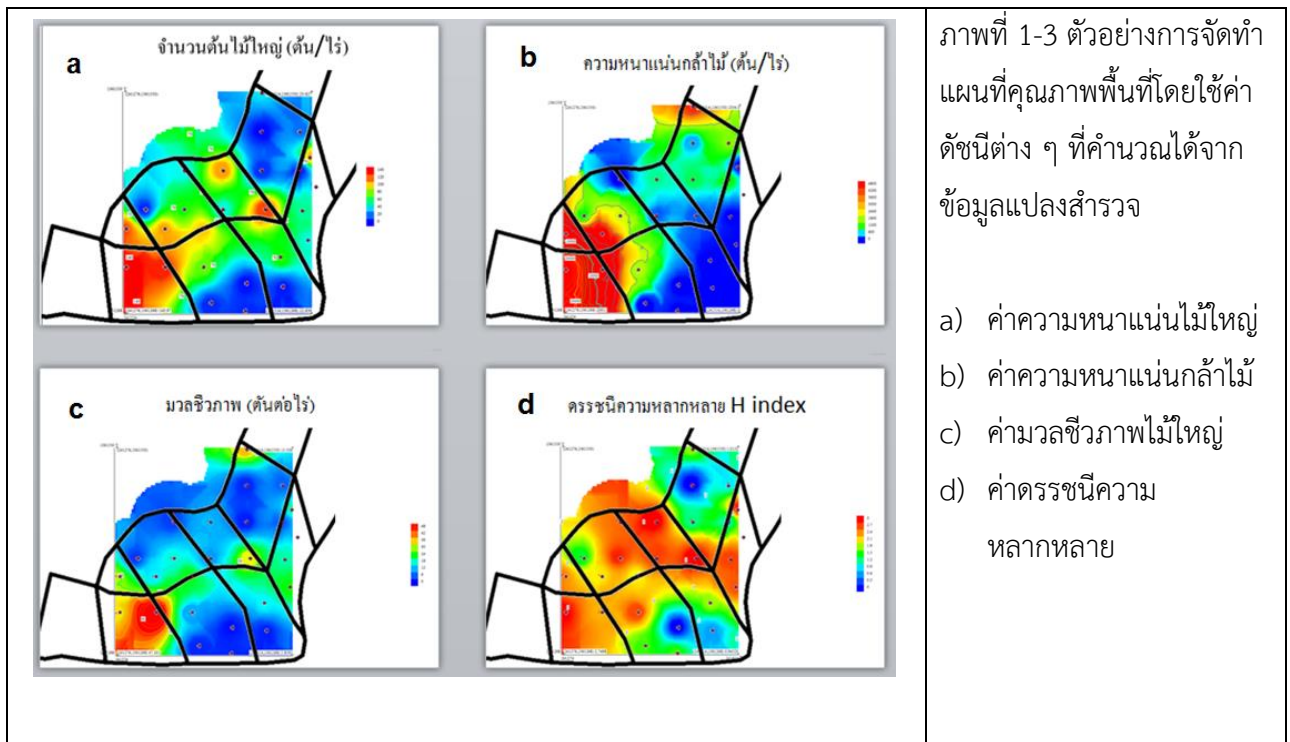 a
จำนวนต้นไม้ใหญ่ (ต้น/ไร่)
b
ความหนาแน่นกล้าไม้ (ต้น/ไร่)
c
มวลชีวภาพ (ตันต่อไร่)
d
ดรรชนีความหลากหลาย H index
ภาพที่ 1-3 ตัวอย่างการจัดทำ
แผนที่คุณภาพพื้นที่โดยใช้ค่า
ดัชนีต่าง ๆ ที่คำนวณได้จาก
ข้อมูลแปลงสำรวจ
a) ค่าความหนาแน่นไม้ใหญ่
b) ค่าความหนาแน่นกล้าไม้
c) ค่ามวลชีวภาพไม้ใหญ่
d) ค่าดรรชนีความ
หลากหลาย